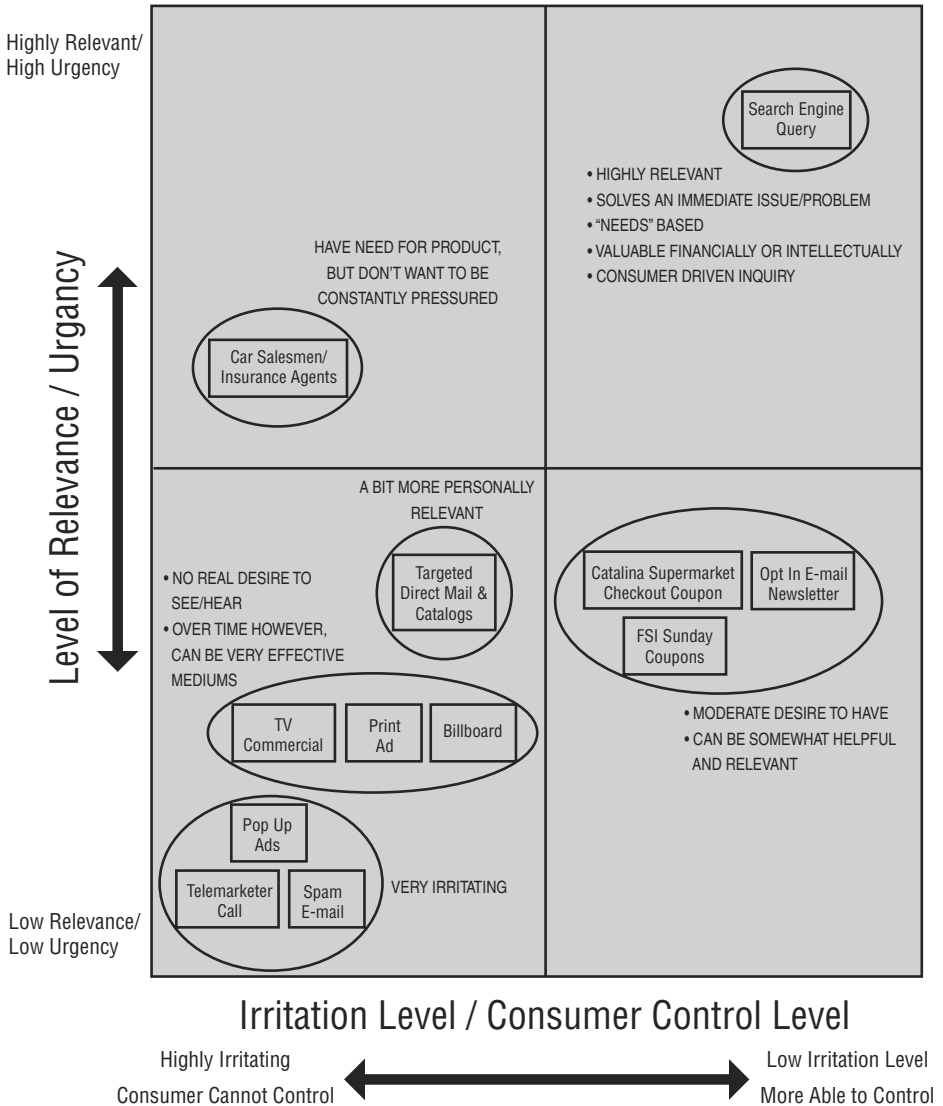 Highly Relevant/
High Urgency
Search Engine
Query
• HIGHLY RELEVANT
• SOLVES AN IMMEDIATE ISSUE/PROBLEM
• “NEEDS” BASED
• VALUABLE FINANCIALLY OR INTELLECTUALLY
• CONSUMER DRIVEN INQUIRY
HAVE NEED FOR PRODUCT,
BUT DON’T WANT TO BE
CONSTANTLY PRESSURED
Car Salesmen/
Insurance Agents
Level of Relevance / Urgancy
A BIT MORE PERSONALLY
RELEVANT
Targeted
Direct Mail &
Catalogs
• NO REAL DESIRE TO
SEE/HEAR
• OVER TIME HOWEVER,
CAN BE VERY EFFECTIVE
MEDIUMS
TV
Commercial
Print
Ad
Billboard
Catalina Supermarket
Checkout Coupon
Opt In E-mail
Newsletter
FSI Sunday
Coupons
• MODERATE DESIRE TO HAVE
• CAN BE SOMEWHAT HELPFUL
AND RELEVANT
Pop Up
Ads
Telemarketer
Call
Spam
E-mail
VERY IRRITATING
Low Relevance/
Low Urgency
Irritation Level / Consumer Control Level
Highly Irritating
Consumer Cannot Control
Low Irritation Level
More Able to Control